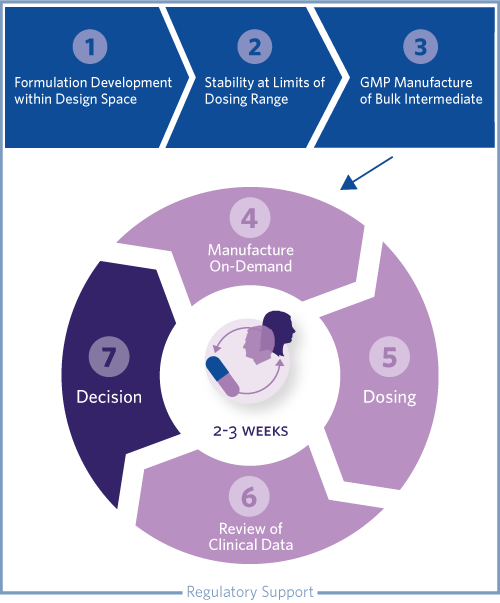 1
Formulation Development
within Design Space
2
Stability at Limits of
Dosing Range
3
GMP Manufacture
of Bulk Intermediate
4
Manufacture
On-Demand
5
Dosing
6
Review of
Clinical Data
7
Decision
2-3 WEEKS
Regulatory Support